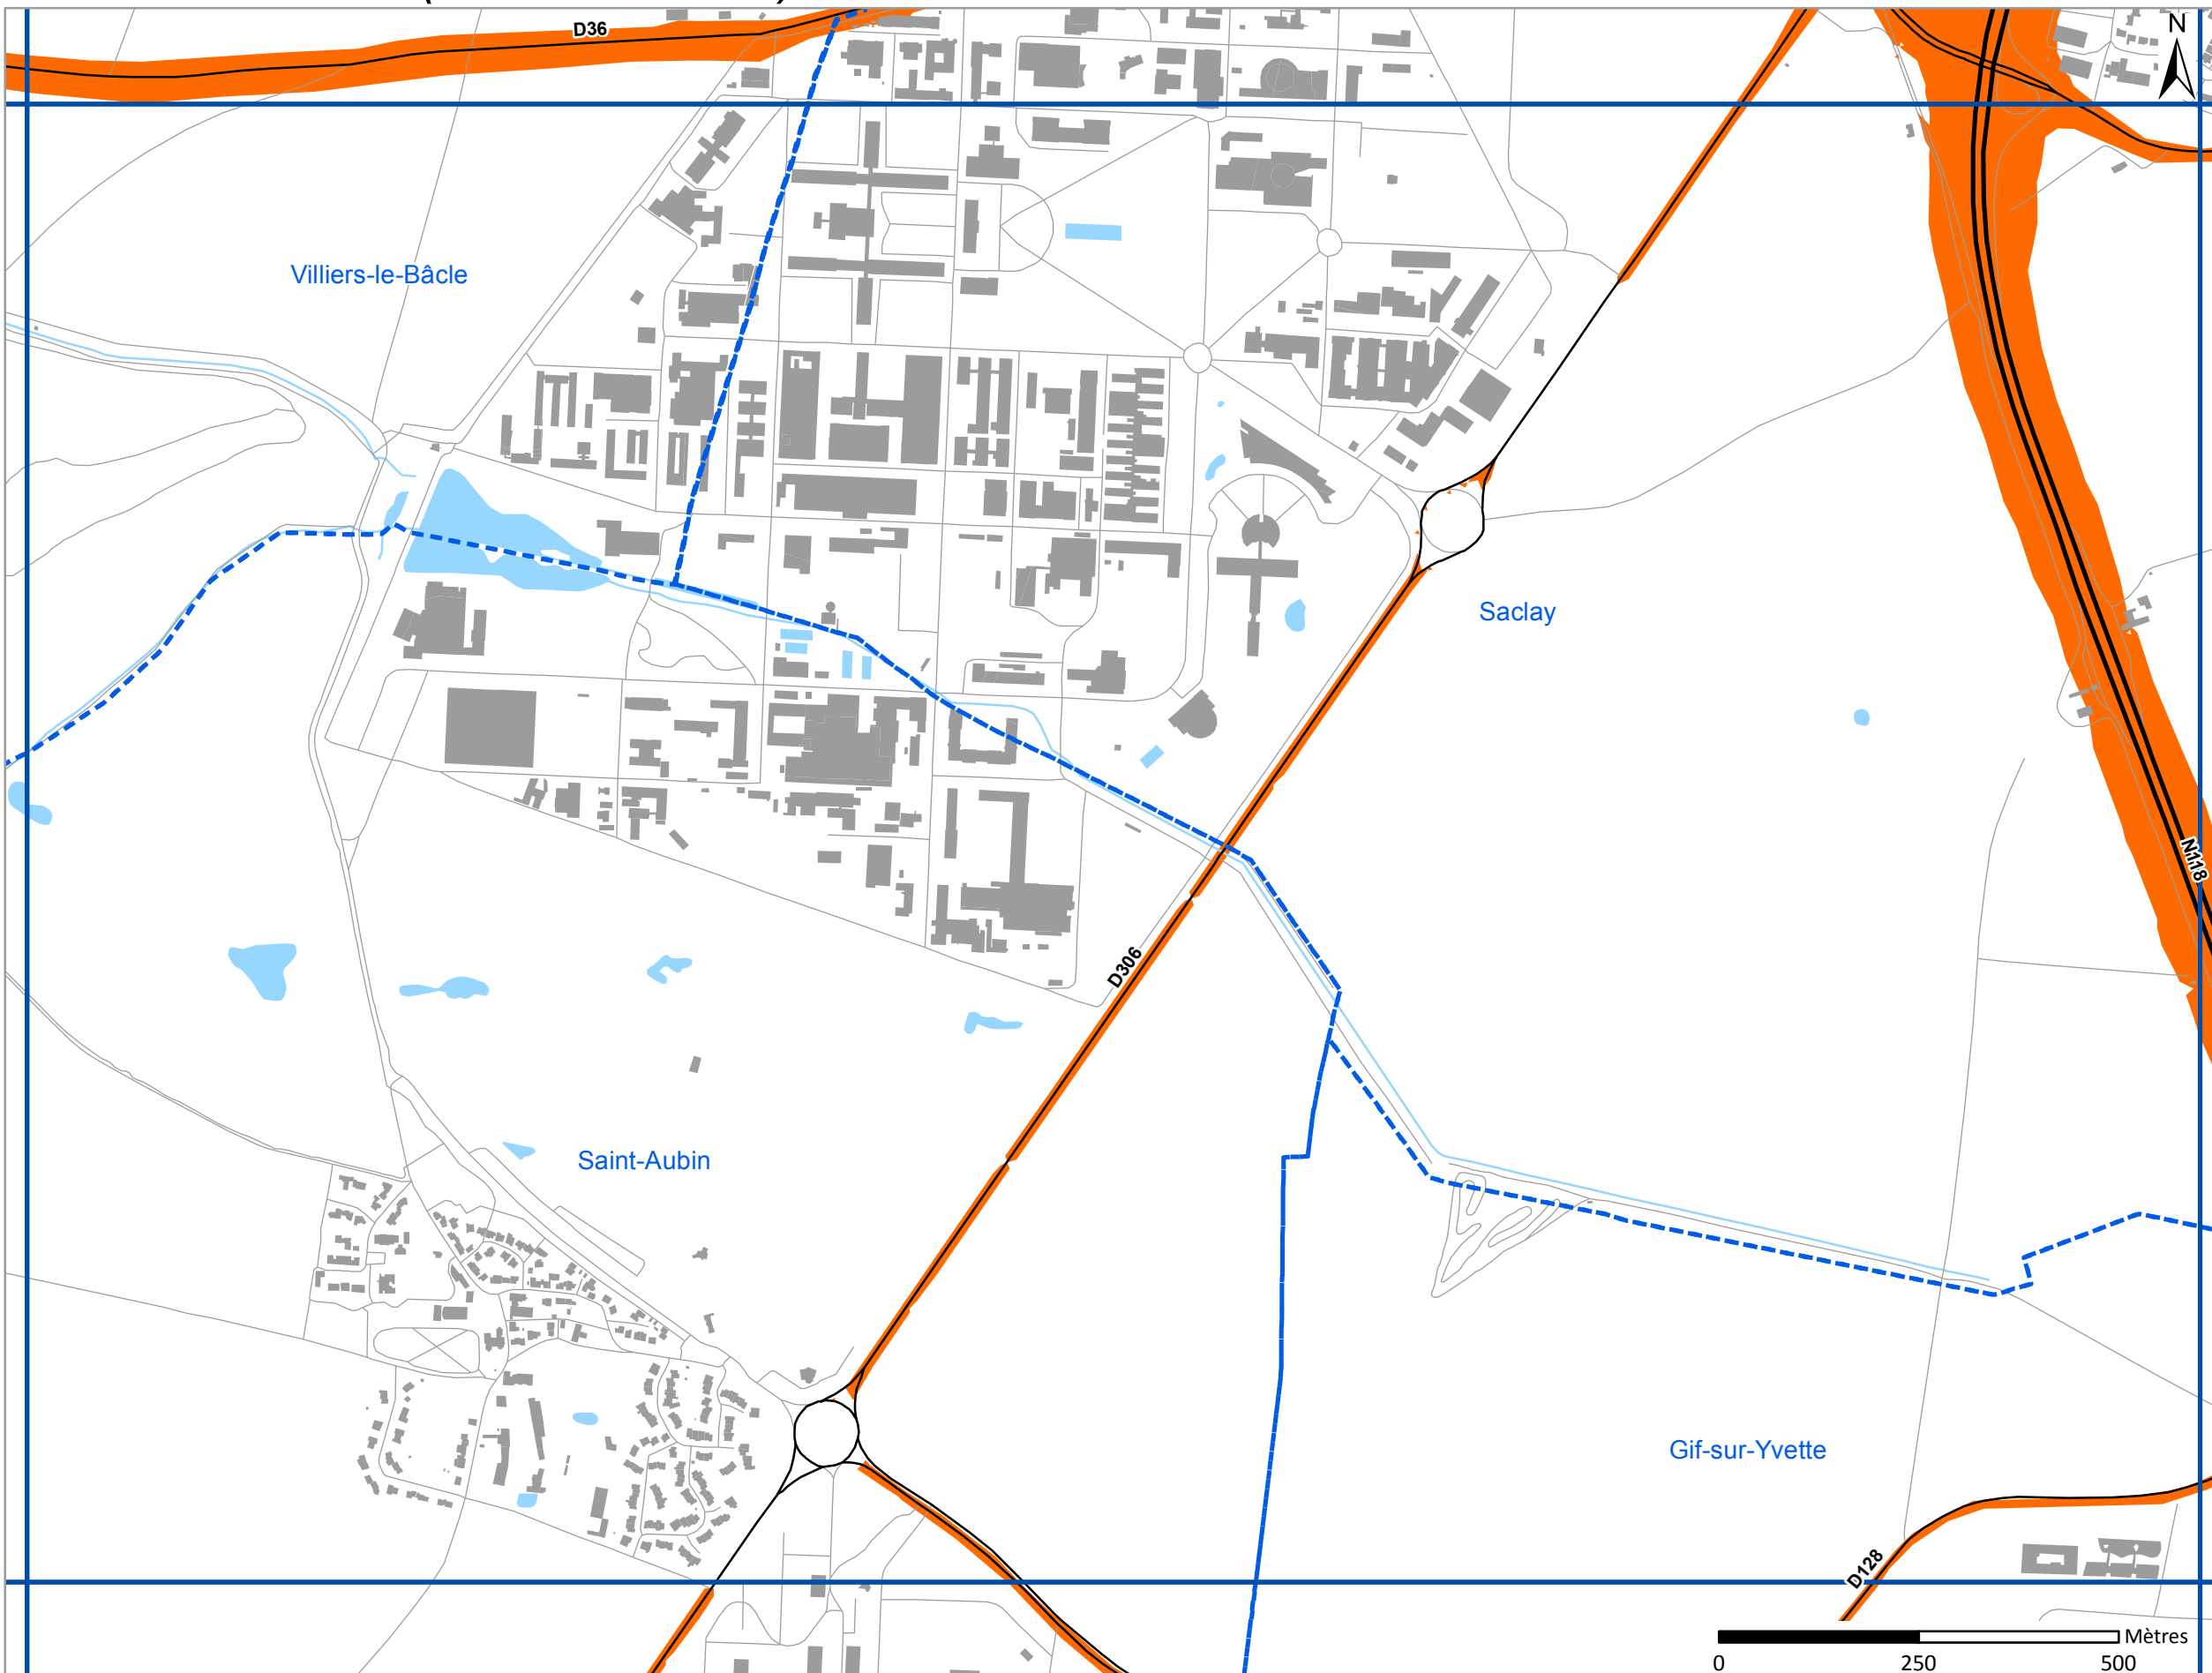 D36
N
Villiers-le-Bâcle
Saclay
N118
D306
Saint-Aubin
Gif-sur-Yvette
D128
Mètres
0 250 500